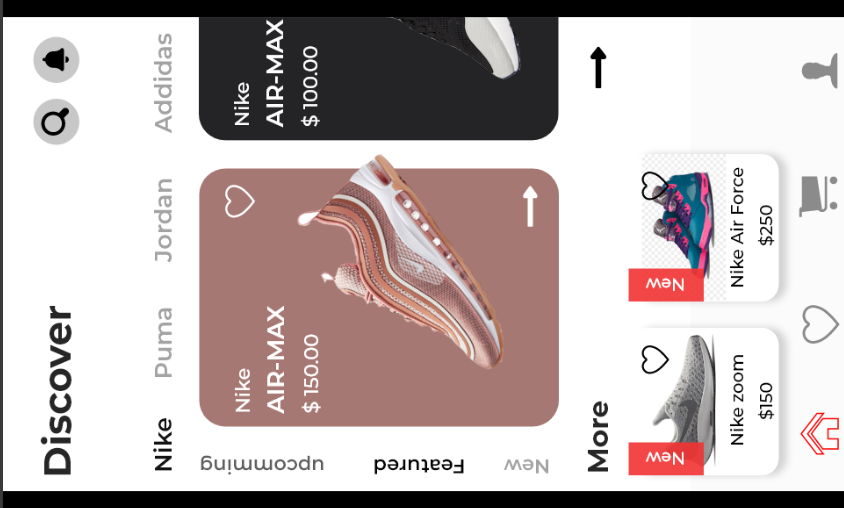 Discover
Nike Puma Jordan Addidas
upcomming
Featured
New
Nike
AIR-MAX
$ 150.00
Nike
AIR-MAX
$ 100.00
More
New
Nike zoom
$150
New
Nike Air Force
$250